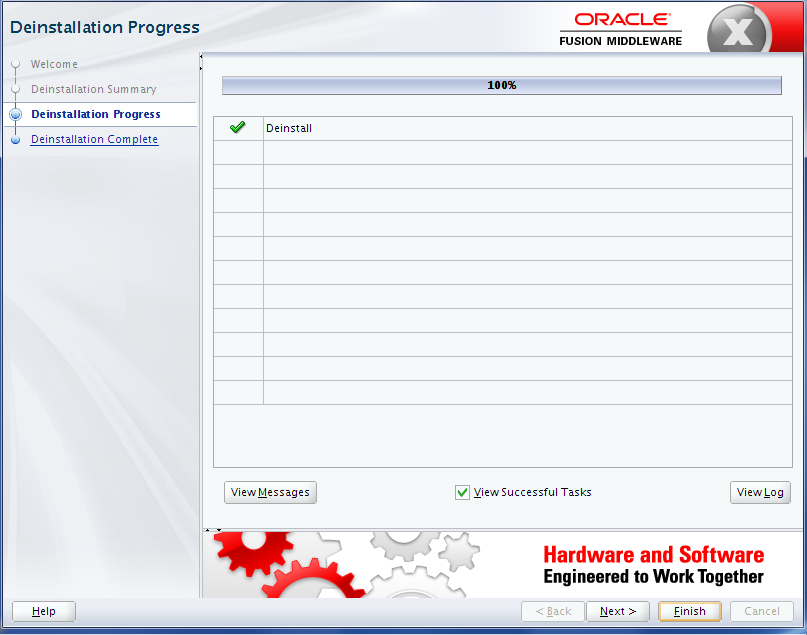 Deinstallation Progress
ORACLE®
FUSION MIDDLEWARE
X
Welcome
Deinstallation Summary
Deinstallation Progress
Deinstallation Complete
100%
Deinstall
View Messages
View Successful Tasks
View Log
Hardware and Software
Engineered to Work Together
Help
< Back
Next >
Finish
Cancel